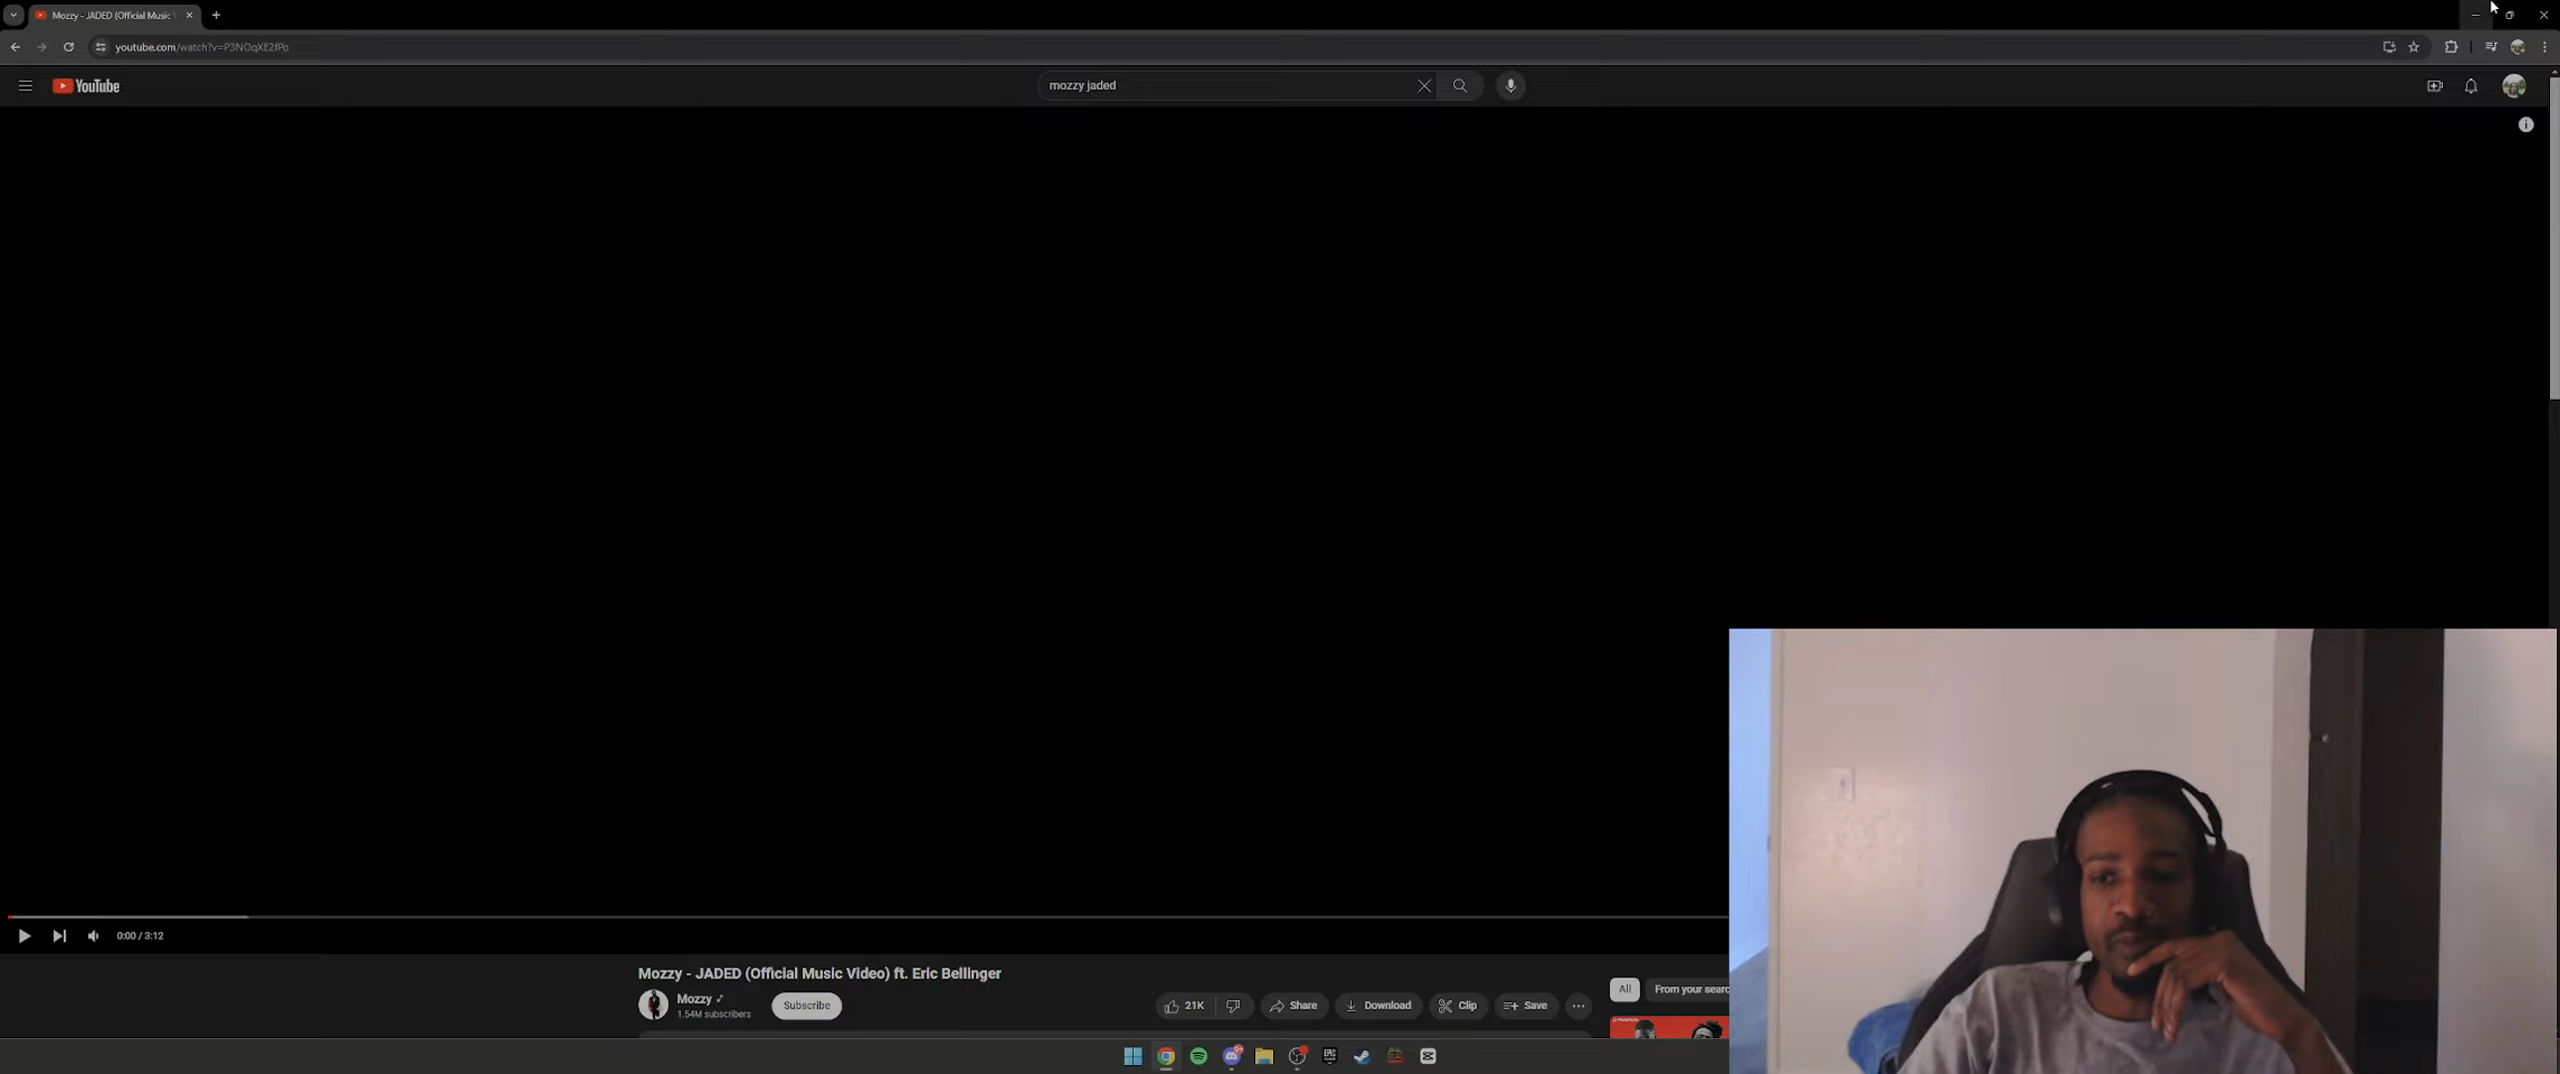 Mozzy - JADED (Official Music
youtube.com/watch?v=P3NOqXE2fPo
YouTube
mozzy jaded
0:00 / 3:12
Mozzy - JADED (Official Music Video) ft. Eric Bellinger
Mozzy
1.54M subscribers
Subscribe
21K
Share
Download
Clip
Save
All
From your searc
EPIC